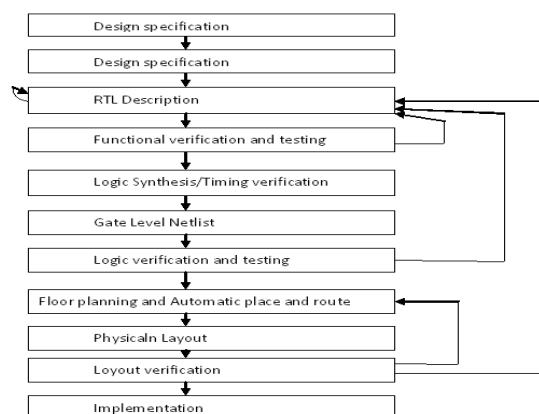 Design specification
Design specification
RTL Description
Functional verification and testing
Logic Synthesis/Timing verification
Gate Level Netlist
Logic verification and testing
Floor planning and Automatic place and route
Physicaln Layout
Loyout verification
Implementation